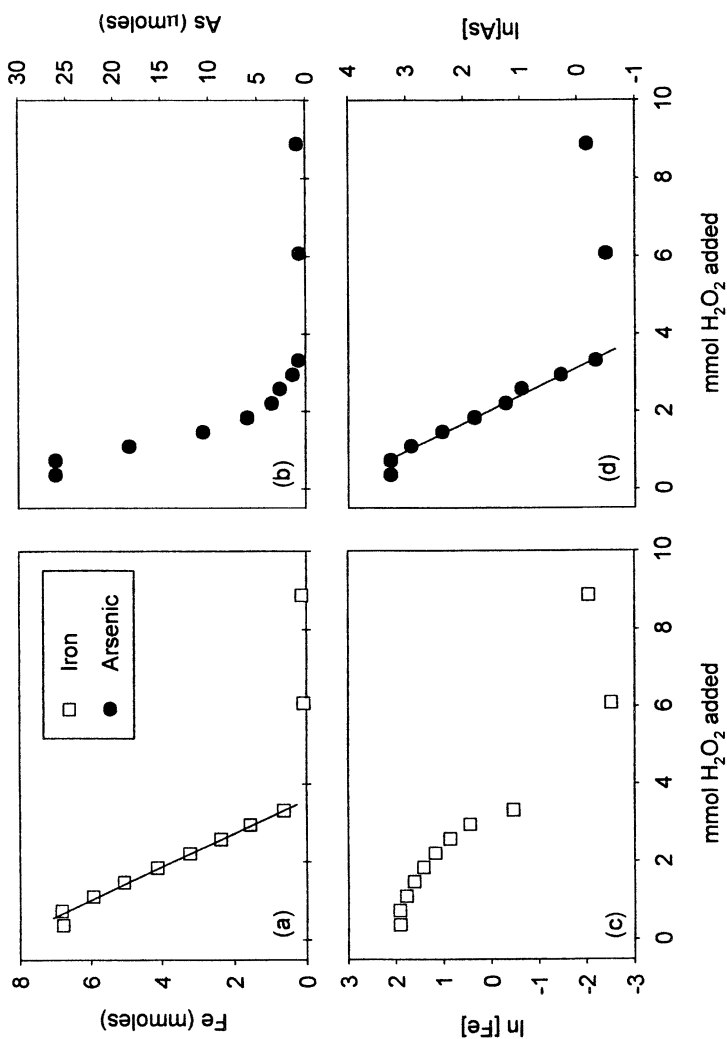 Fe (mmoles)
8
6
4
2
0
(a)
Iron
Arsenic
As (μmoles)
30
25
20
15
10
5
0
(b)
ln [Fe]
3
2
1
0
-1
-2
-3
(c)
0 2 4 6 8 10
mmol H₂O₂ added
ln[As]
4
3
2
1
0
-1
(d)
0 2 4 6 8 10
mmol H₂O₂ added